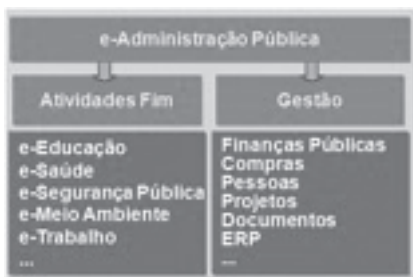 e-Administração Pública
Atividades Fim
Gestão
e-Educação
e-Saúde
e-Segurança Pública
e-Meio Ambiente
e-Trabalho
...
Finanças Públicas
Compras
Pessoas
Projetos
Documentos
ERP
...